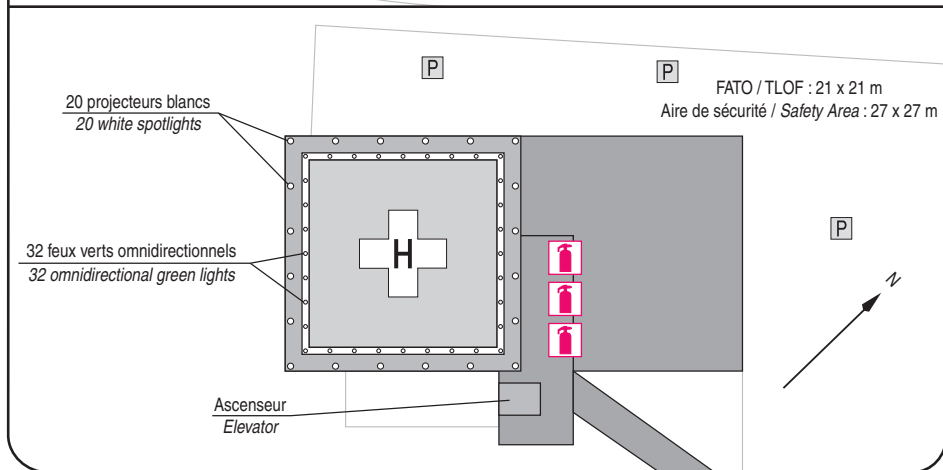 P
P
FATO / TLOF : 21 x 21 m
Aire de sécurité / Safety Area : 27 x 27 m
20 projecteurs blancs
20 white spotlights
P
32 feux verts omnidirectionnels
32 omnidirectional green lights
H
N
Ascenseur
Elevator